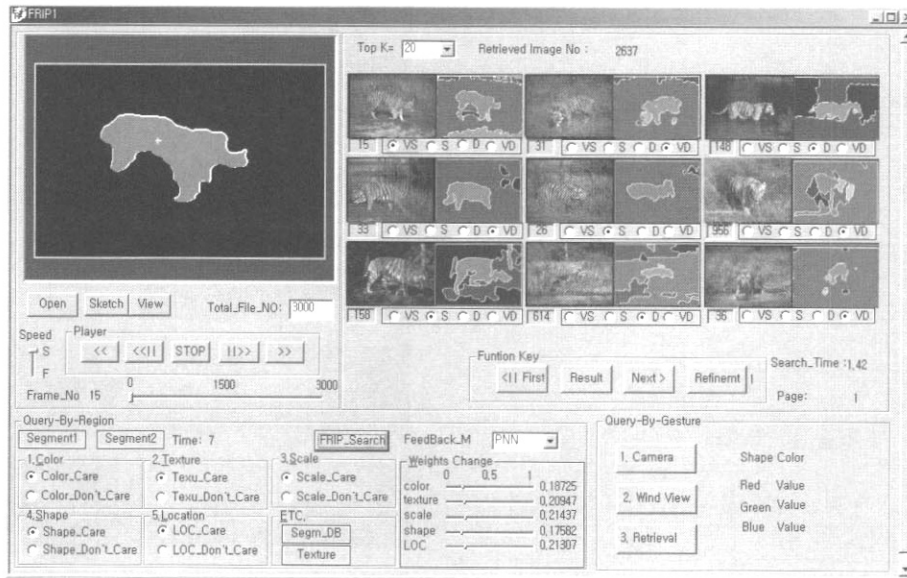 FRIP1
Top K= 20 Retrieved Image No : 2637
15 VS S D VD 31 VS S D VD 148 VS S D VD
33 VS S D VD 26 VS S D VD 956 VS S D VD
158 VS S D VD 614 VS S D VD 36 VS S D VD
Open Sketch View Total_File_NO: 3000
Speed S F
Player
<< <<|| STOP ||>> >>
0 1500 3000
Frame_No 15
Funtion Key
<|| First Result Next > Refinemt
Search_Time :1,42
Page: 1
Query-By-Region
Segment1 Segment2 Time: 7 FRIP_Search FeedBack_M PNN
1,Color
Color_Care
Color_Don't_Care
2,Texture
Texu_Care
Texu_Don't_Care
3,Scale
Scale_Care
Scale_Don't_Care
4,Shape
Shape_Care
Shape_Don't_Care
5,Location
LOC_Care
LOC_Don't_Care
ETC,
Segm_DB
Texture
Weights Change
0 0,5 1
color 0,18725
texture 0,20947
scale 0,21437
shape 0,17582
LOC 0,21307
Query-By-Gesture
1, Camera
2, Wind View
3, Retrieval
Shape Color
Red Value
Green Value
Blue Value